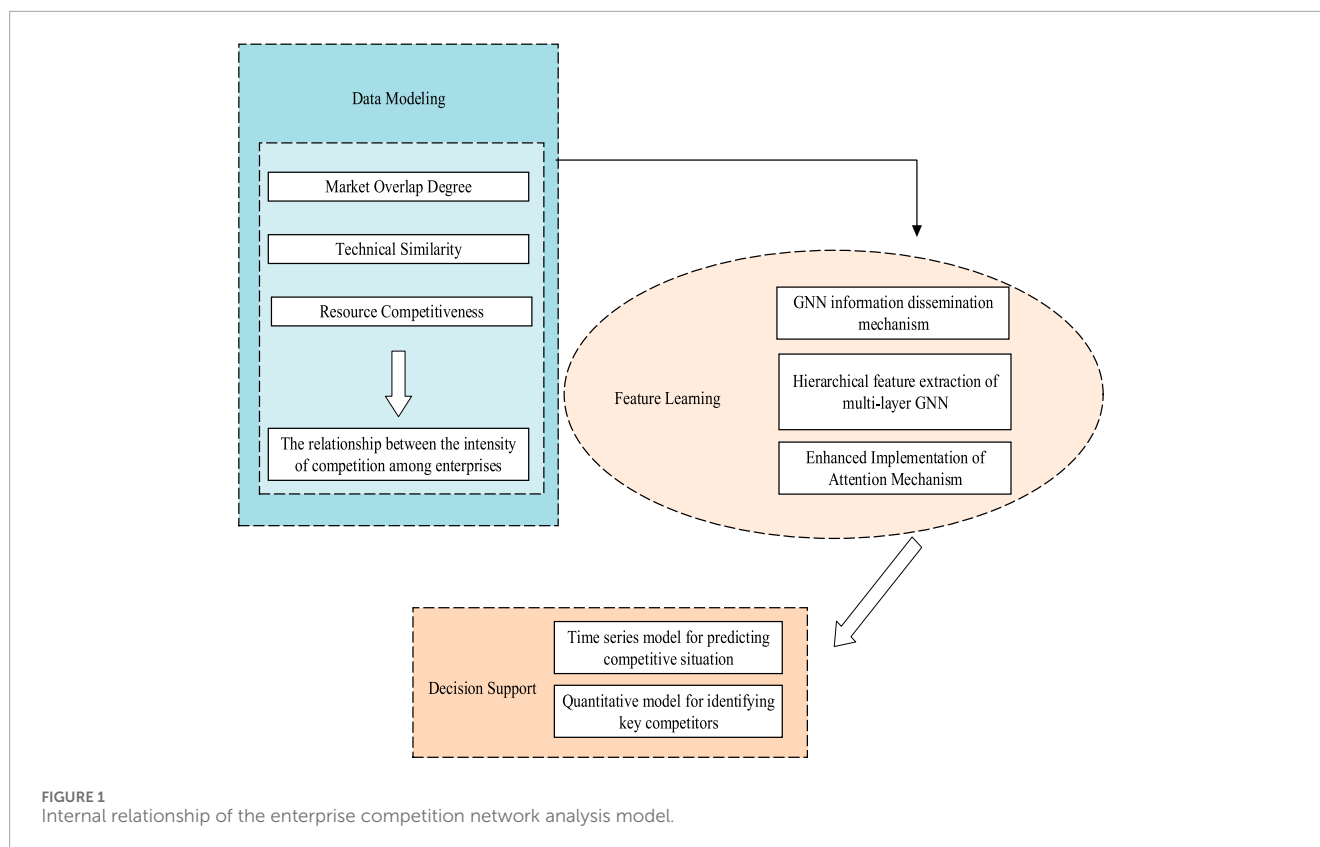 Data Modeling
Market Overlap Degree
Technical Similarity
Resource Competitiveness
The relationship between the intensity
of competition among enterprises
Feature Learning
GNN information dissemination
mechanism
Hierarchical feature extraction of
multi-layer GNN
Enhanced Implementation of
Attention Mechanism
Decision Support
Time series model for predicting
competitive situation
Quantitative model for identifying
key competitors
FIGURE 1
Internal relationship of the enterprise competition network analysis model.